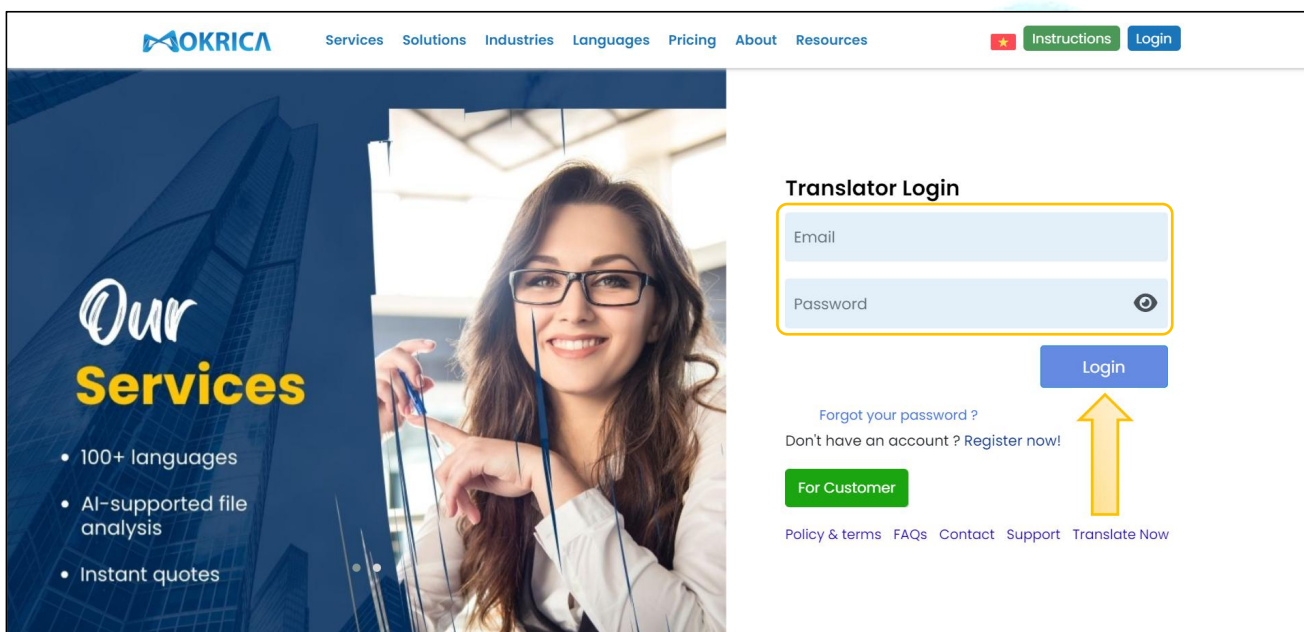 MOKRICA
Services Solutions Industries Languages Pricing About Resources
Instructions Login
Our
Services
• 100+ languages
• AI-supported file
analysis
• Instant quotes
Translator Login
Email
Password
Login
Forgot your password ?
Don't have an account ? Register now!
For Customer
Policy & terms FAQs Contact Support Translate Now